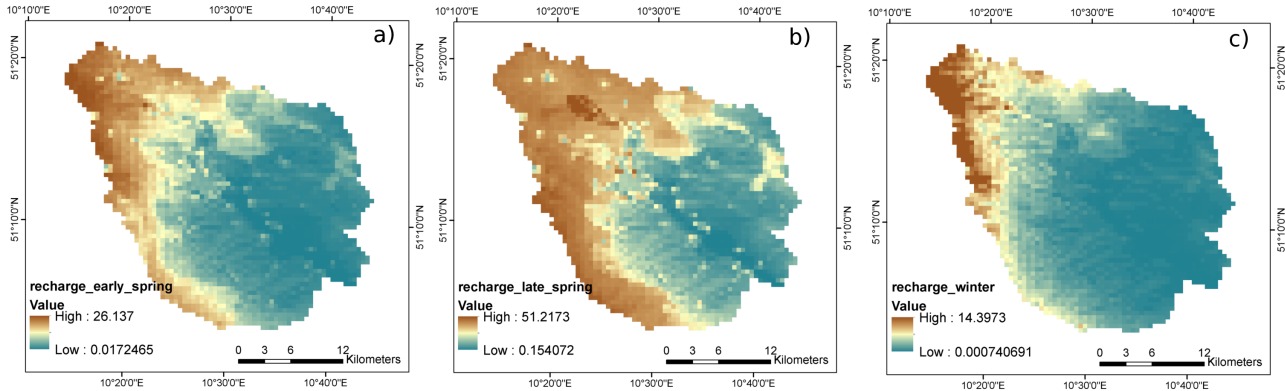 10°10'0"E 10°20'0"E 10°30'0"E 10°40'0"E
a)
51°20'0"N
51°20'0"N
51°10'0"N
51°10'0"N
recharge_early_spring
Value
High : 26.137
Low : 0.0172465
0 3 6 12
Kilometers
10°20'0"E 10°30'0"E 10°40'0"E
10°10'0"E 10°20'0"E 10°30'0"E 10°40'0"E
b)
51°20'0"N
51°20'0"N
51°10'0"N
51°10'0"N
recharge_late_spring
Value
High : 51.2173
Low : 0.154072
0 3 6 12
Kilometers
10°20'0"E 10°30'0"E 10°40'0"E
10°10'0"E 10°20'0"E 10°30'0"E 10°40'0"E
c)
51°20'0"N
51°20'0"N
51°10'0"N
51°10'0"N
recharge_winter
Value
High : 14.3973
Low : 0.000740691
0 3 6 12
Kilometers
10°20'0"E 10°30'0"E 10°40'0"E